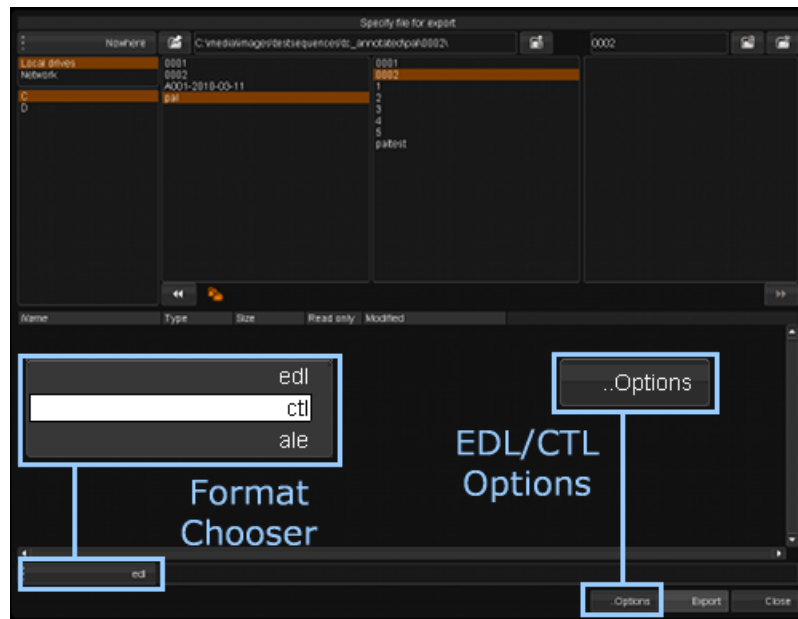 Specify file for export
Nowhere
C:\media\images\testsequences\tc_annotated\pal\0002\
0002
Local drives
Network
C
D
0001
0002
A001-2010-03-11
pal
0001
0002
1
2
3
4
5
paltest
Name Type Size Read only Modified
edl
ctl
ale
..Options
EDL/CTL
Options
Format
Chooser
edl
..Options Export Close